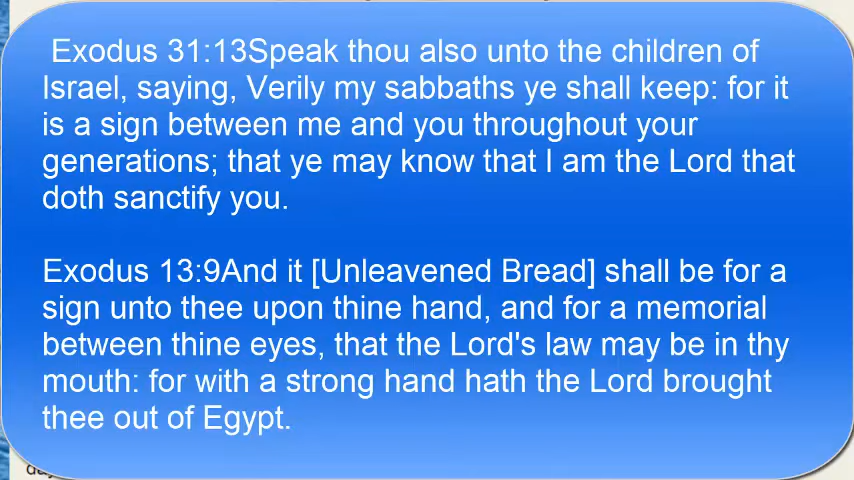 Exodus 31:13Speak thou also unto the children of
Israel, saying, Verily my sabbaths ye shall keep: for it
is a sign between me and you throughout your
generations; that ye may know that I am the Lord that
doth sanctify you.
Exodus 13:9And it [Unleavened Bread] shall be for a
sign unto thee upon thine hand, and for a memorial
between thine eyes, that the Lord's law may be in thy
mouth: for with a strong hand hath the Lord brought
thee out of Egypt.